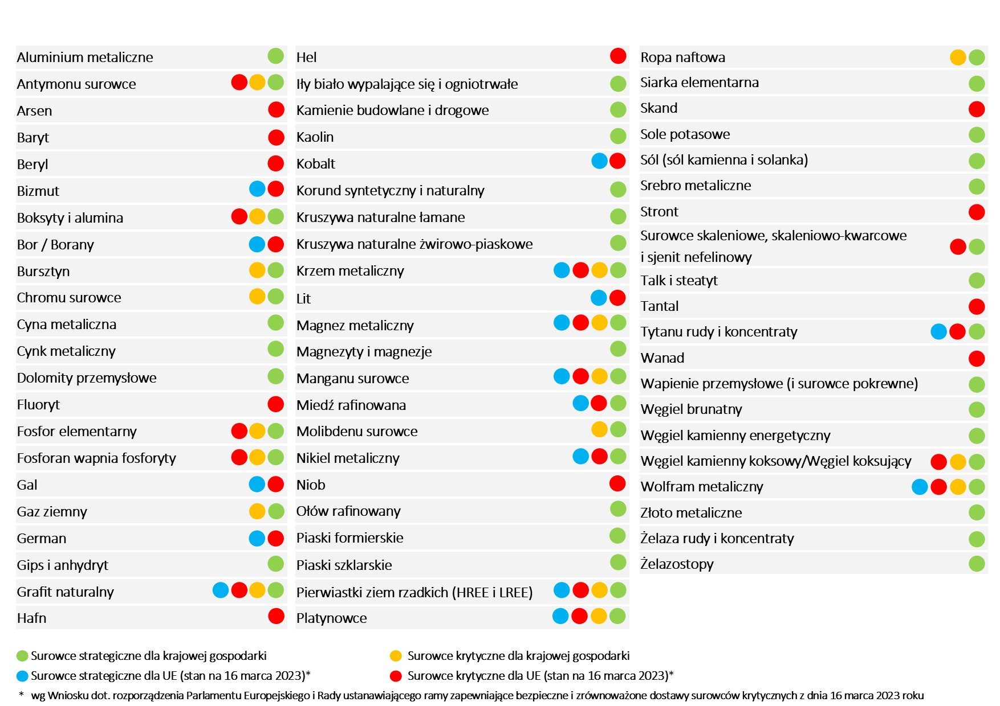 Aluminium metaliczne
Antymonu surowce
Arsen
Baryt
Beryl
Bizmut
Boksyty i alumina
Bor / Borany
Bursztyn
Chromu surowce
Cyna metaliczna
Cynk metaliczny
Dolomity przemysłowe
Fluoryt
Fosfor elementarny
Fosforan wapnia fosforyty
Gal
Gaz ziemny
German
Gips i anhydryt
Grafit naturalny
Hafn
Hel
Iły biało wypalające się i ogniotrwałe
Kamienie budowlane i drogowe
Kaolin
Kobalt
Korund syntetyczny i naturalny
Kruszywa naturalne łamane
Kruszywa naturalne żwirowo-piaskowe
Krzem metaliczny
Lit
Magnez metaliczny
Magnezyty i magnezje
Manganu surowce
Miedź rafinowana
Molibdenu surowce
Nikiel metaliczny
Niob
Ołów rafinowany
Piaski formierskie
Piaski szklarskie
Pierwiastki ziem rzadkich (HREE i LREE)
Platynowce
Ropa naftowa
Siarka elementarna
Skand
Sole potasowe
Sól (sól kamienna i solanka)
Srebro metaliczne
Stront
Surowce skaleniowe, skaleniowo-kwarcowe
i sjenit nefelinowy
Talk i steatyt
Tantal
Tytanu rudy i koncentraty
Wanad
Wapienie przemysłowe (i surowce pokrewne)
Węgiel brunatny
Węgiel kamienny energetyczny
Węgiel kamienny koksowy/Węgiel koksujący
Wolfram metaliczny
Złoto metaliczne
Żelaza rudy i koncentraty
Żelazostopy
Surowce strategiczne dla krajowej gospodarki
Surowce krytyczne dla krajowej gospodarki
Surowce strategiczne dla UE (stan na 16 marca 2023)*
Surowce krytyczne dla UE (stan na 16 marca 2023)*
* wg Wniosku dot. rozporządzenia Parlamentu Europejskiego i Rady ustanawiającego ramy zapewniające bezpieczne i zrównoważone dostawy surowców krytycznych z dnia 16 marca 2023 roku